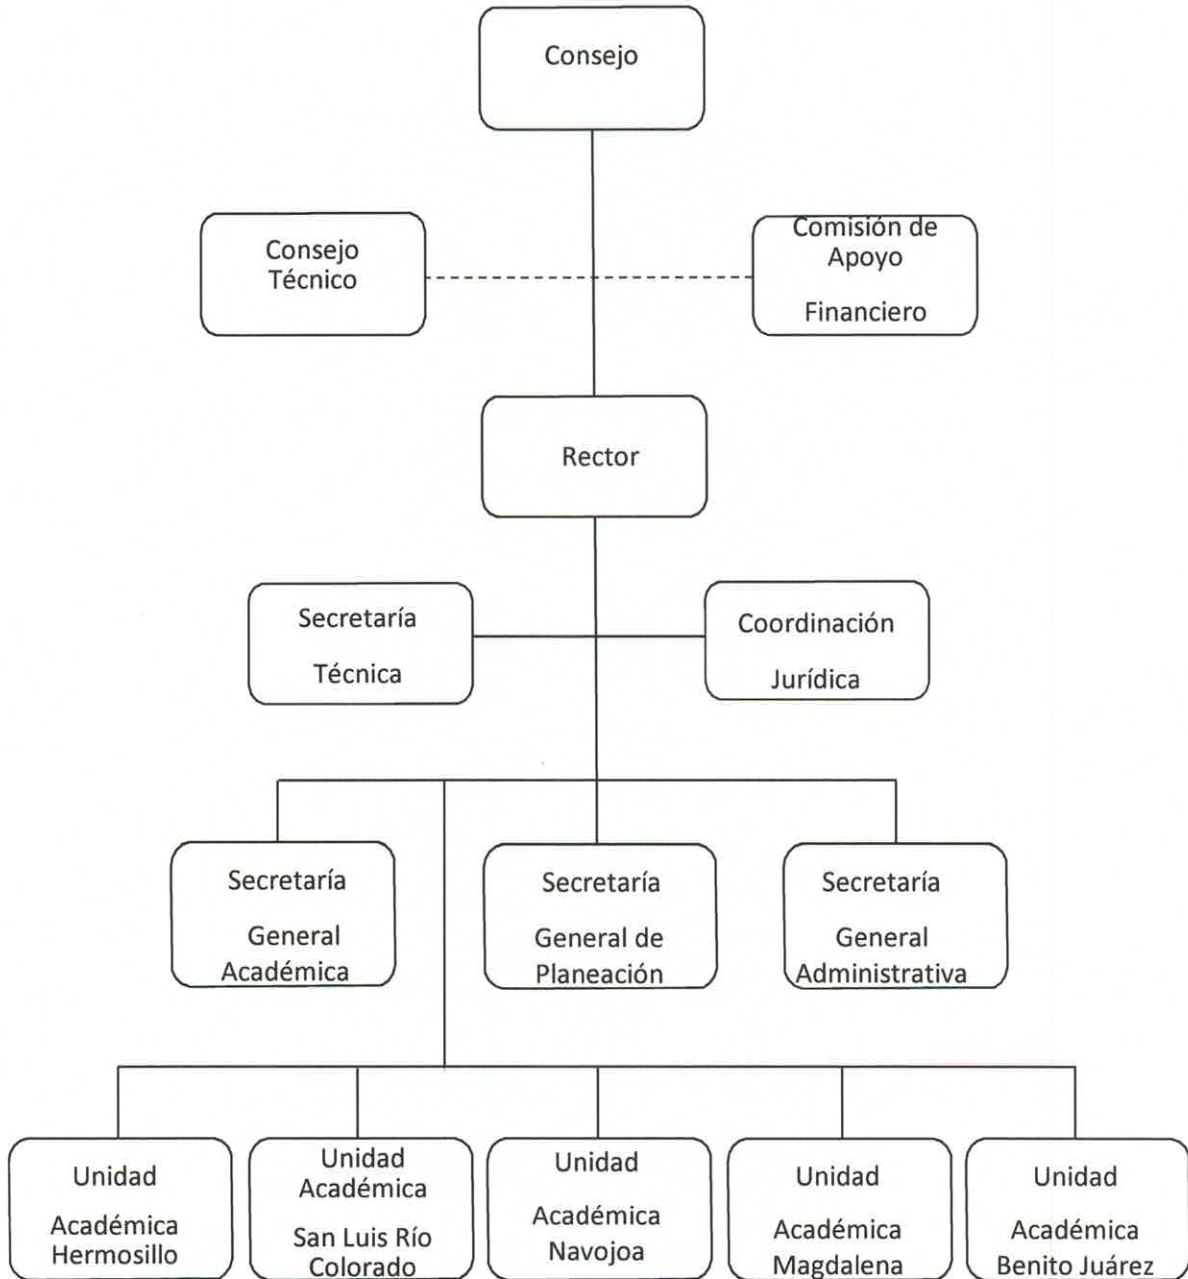 Consejo
Consejo
Técnico
Comisión de
Apoyo
Financiero
Rector
Secretaría
Técnica
Coordinación
Jurídica
Secretaría
General
Académica
Secretaría
General de
Planeación
Secretaría
General
Administrativa
Unidad
Académica
Hermosillo
Unidad
Académica
San Luis Río
Colorado
Unidad
Académica
Navojoa
Unidad
Académica
Magdalena
Unidad
Académica
Benito Juárez